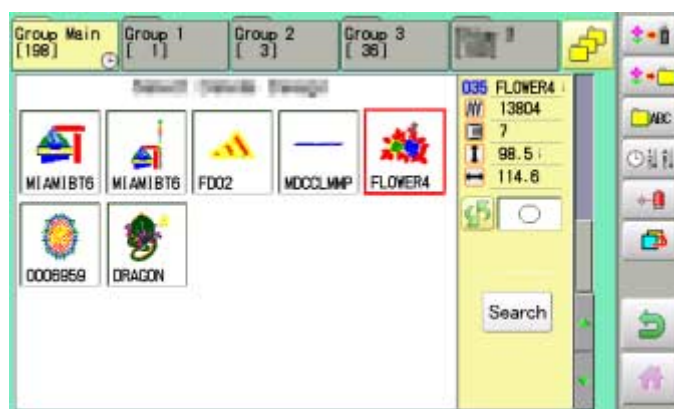 Group Main
[198]
Group 1
[ 1]
Group 2
[ 3]
Group 3
[ 36]
035 FLOWER4
13804
7
98.5
114.6
ABC
MIAMIBT6
MIAMIBT6
FD02
MDCCLMMP
FLOWER4
0006959
DRAGON
Search